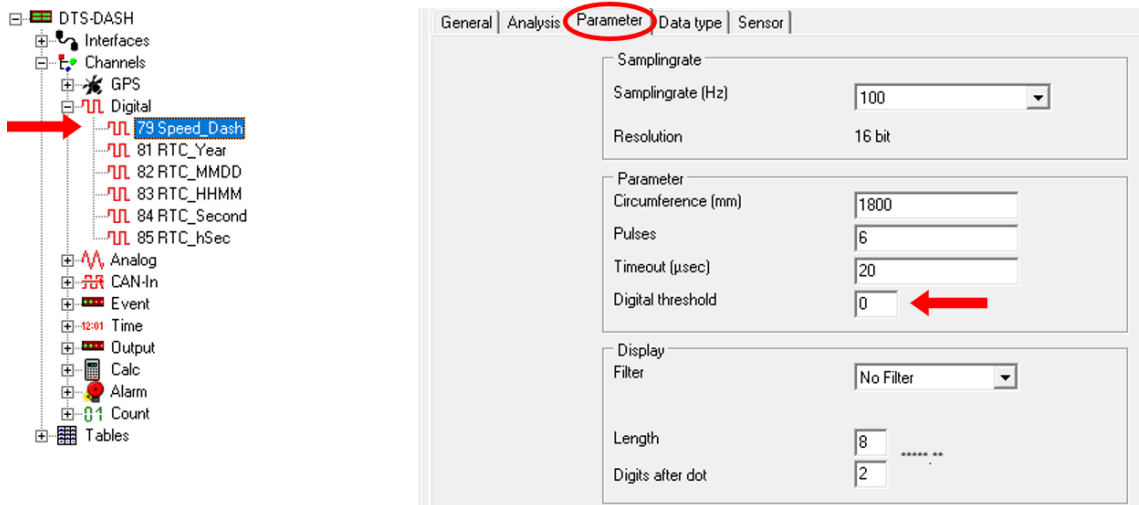 DTS-DASH
Interfaces
Channels
GPS
Digital
79 Speed_Dash
81 RTC_Year
82 RTC_MMDD
83 RTC_HHMM
84 RTC_Second
85 RTC_hSec
Analog
CAN-In
Event
12:01 Time
Output
Calc
Alarm
01 Count
Tables
General Analysis Parameter Data type Sensor
Samplingrate
Samplingrate (Hz) 100
Resolution 16 bit
Parameter
Circumference (mm) 1800
Pulses 6
Timeout (µsec) 20
Digital threshold 0
Display
Filter No Filter
Length 8 *****.**
Digits after dot 2